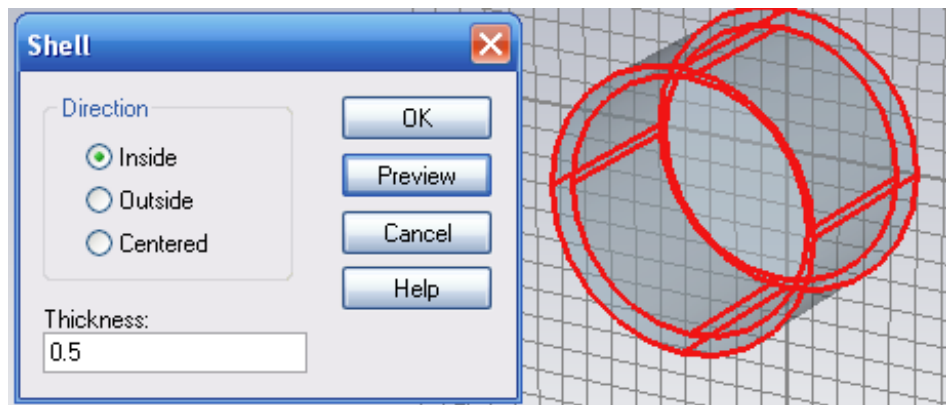 Shell
Direction
Inside
Outside
Centered
OK
Preview
Cancel
Help
Thickness:
0.5